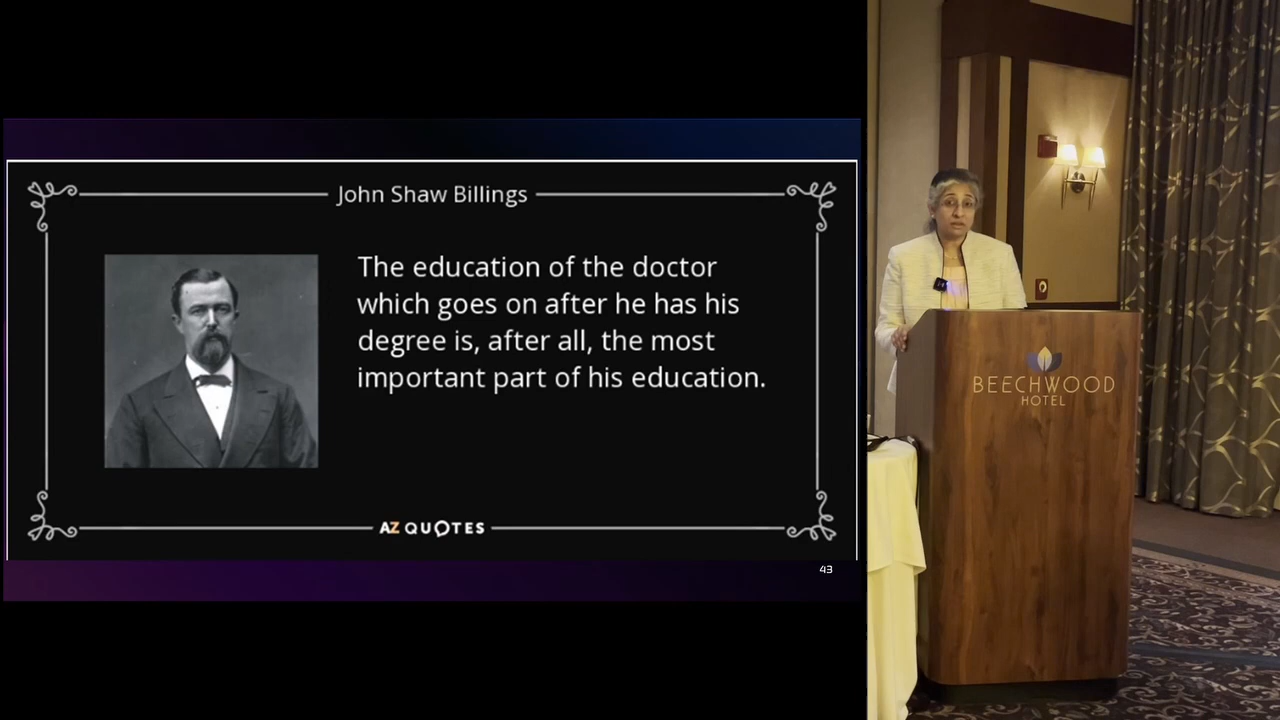 John Shaw Billings
The education of the doctor
which goes on after he has his
degree is, after all, the most
important part of his education.
AZ QUOTES
43
BEECHWOOD
HOTEL